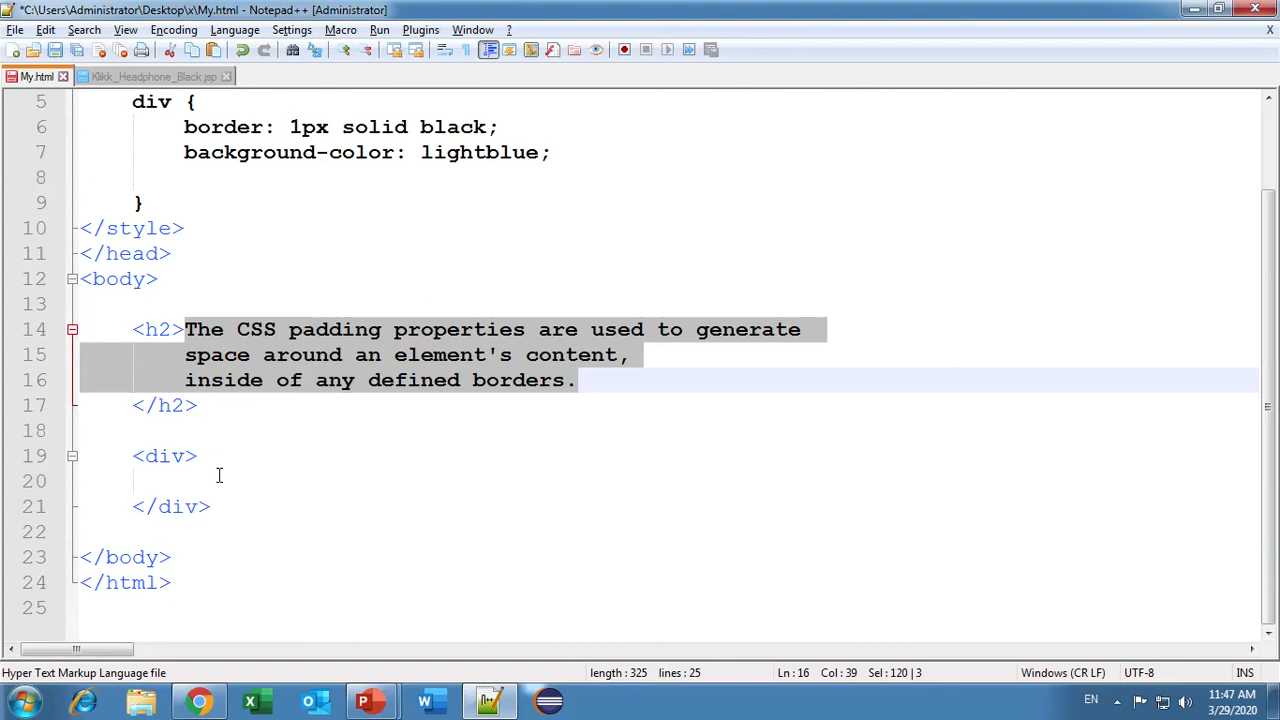 *C:\Users\Administrator\Desktop\x\My.html - Notepad++ [Administrator]
File Edit Search View Encoding Language Settings Macro Run Plugins Window ? X
My.html Klikk_Headphone_Black.jsp
5 div {
6 border: 1px solid black;
7 background-color: lightblue;
8
9 }
10 </style>
11 </head>
12 <body>
13
14 <h2>The CSS padding properties are used to generate
15 space around an element's content,
16 inside of any defined borders.
17 </h2>
18
19 <div>
20
21 </div>
22
23 </body>
24 </html>
25
Hyper Text Markup Language file length : 325 lines : 25 Ln : 16 Col : 39 Sel : 120 | 3 Windows (CR LF) UTF-8 INS
EN 11:47 AM
3/29/2020